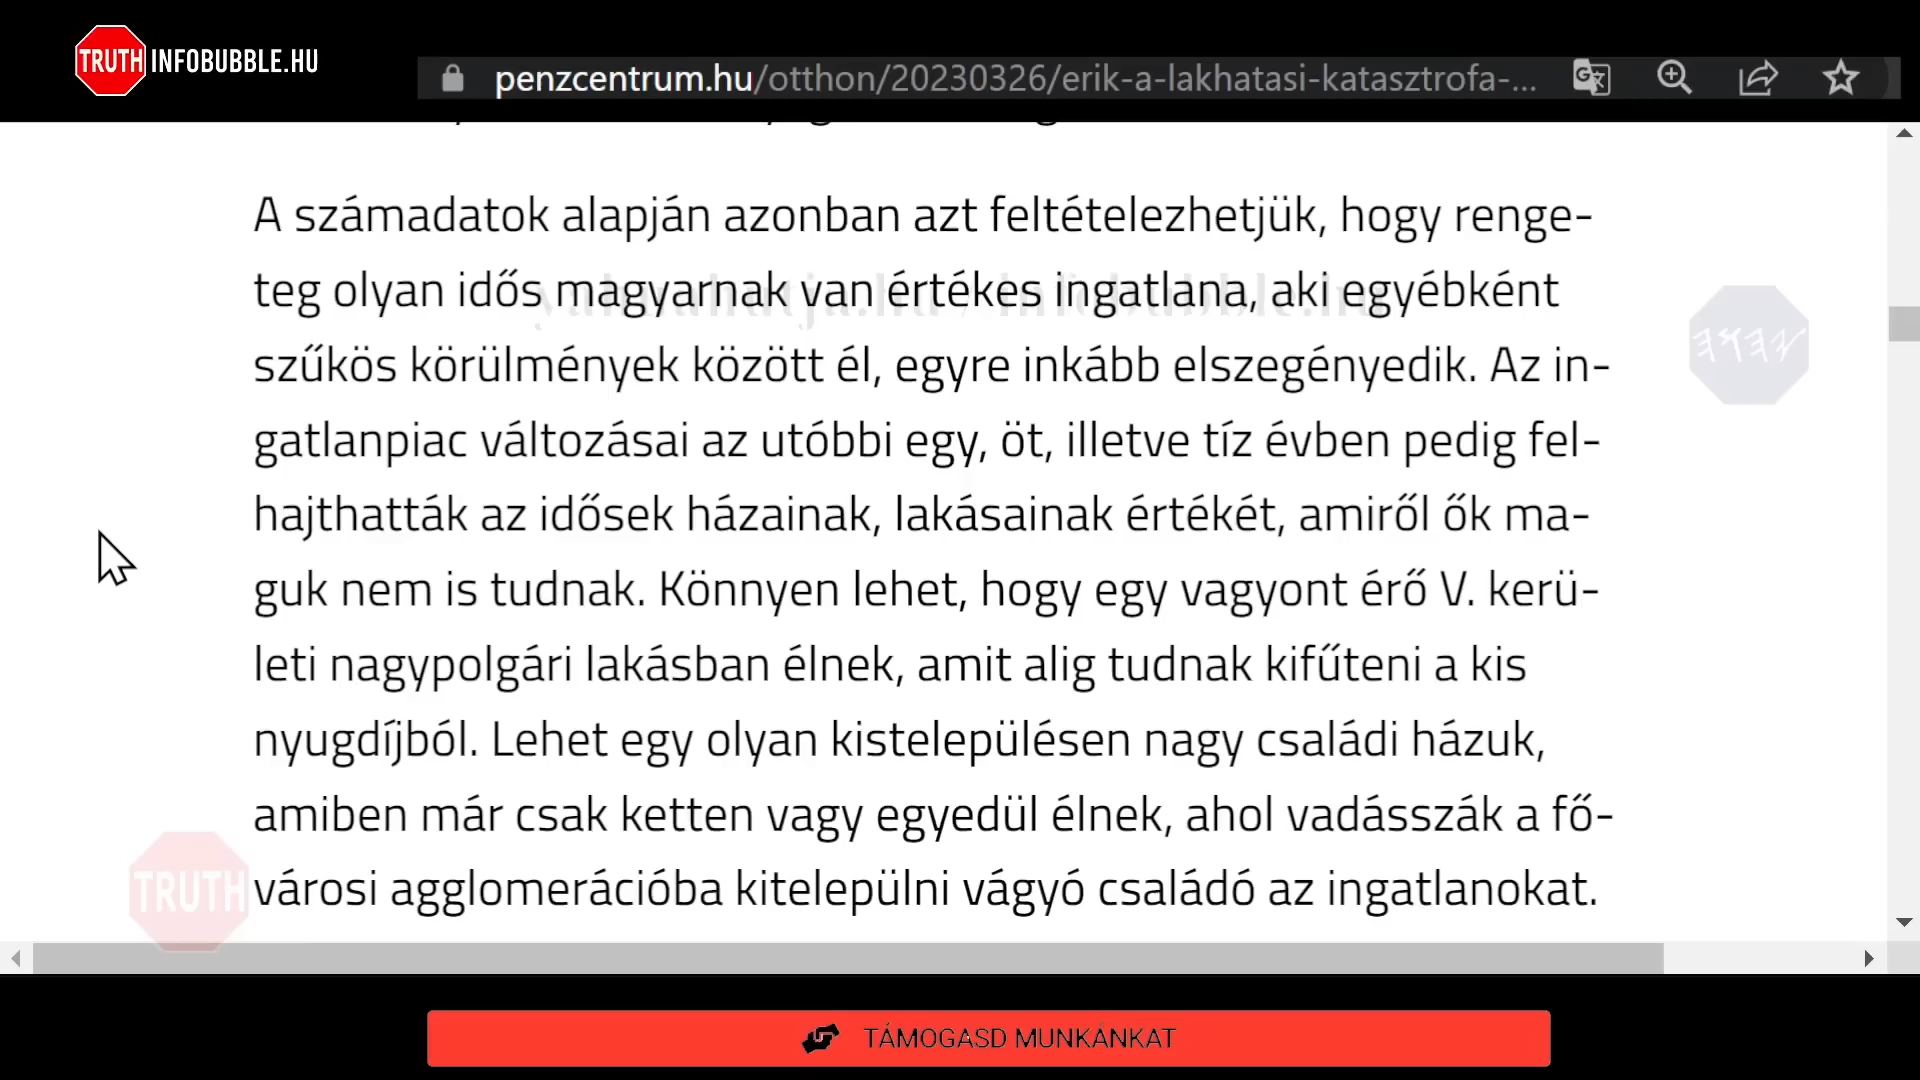 TRUTH INFOBUBBLE.HU
penzcentrum.hu/otthon/20230326/erik-a-lakhatasi-katasztrofa-...
A számadatok alapján azonban azt feltételezhetjük, hogy renge-
teg olyan idős magyarnak van értékes ingatlana, aki egyébként
szűkös körülmények között él, egyre inkább elszegényedik. Az in-
gatlanpiac változásai az utóbbi egy, öt, illetve tíz évben pedig fel-
hajthatták az idősek házainak, lakásainak értékét, amiről ők ma-
guk nem is tudnak. Könnyen lehet, hogy egy vagyont érő V. kerü-
leti nagypolgári lakásban élnek, amit alig tudnak kifűteni a kis
nyugdíjból. Lehet egy olyan kistelepülésen nagy családi házuk,
amiben már csak ketten vagy egyedül élnek, ahol vadásszák a fő-
TRUTH
városi agglomerációba kitelepülni vágyó családó az ingatlanokat.
TÁMOGASD MUNKÁNKAT